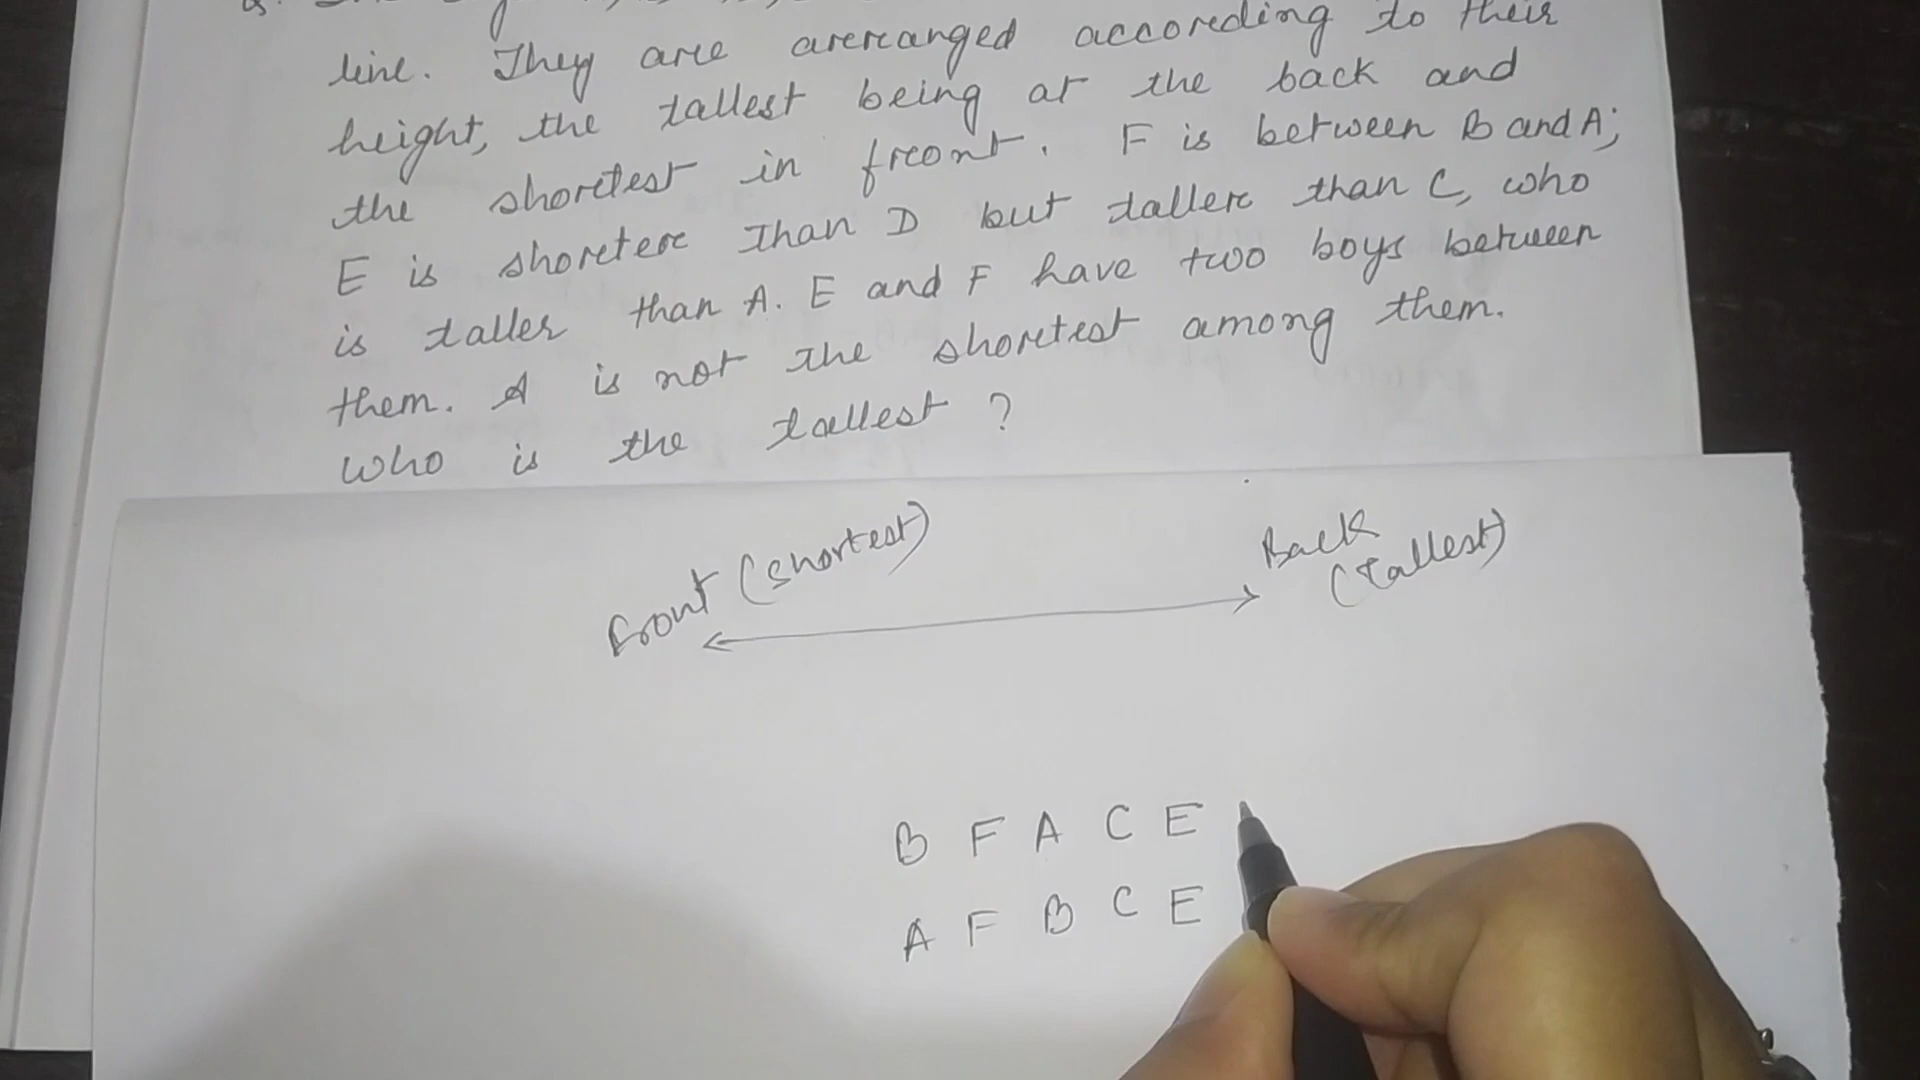 line. They are arranged according to their
height, the tallest being at the back and
the shortest in front. F is between B and A;
E is shorter than D but taller than C, who
is taller than A. E and F have two boys between
them. A is not the shortest among them.
Who is the tallest?
Front (shortest)
Back
(tallest)
B F A C E
A F B C E